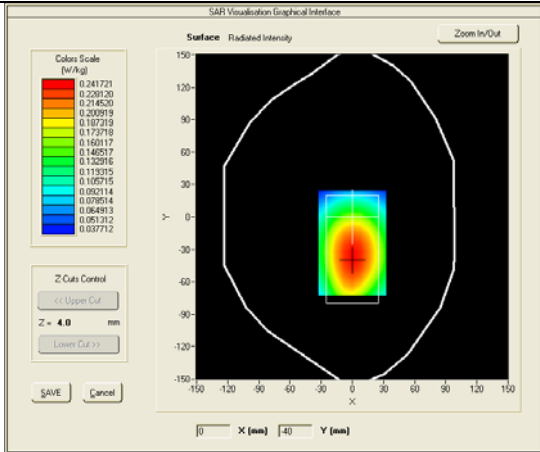 SAR Visualisation Graphical Interface
Surface Radiated Intensity
Zoom In/Out
Colors Scale
(W/kg)
0.241721
0.228120
0.214520
0.200919
0.187319
0.173718
0.160117
0.146517
0.132916
0.119315
0.105715
0.092114
0.078514
0.064913
0.051312
0.037712
150-
120-
90-
60-
30-
0-
-30-
-60-
-90-
-120-
-150-
Y
-150 -120 -90 -60 -30 0 30 60 90 120 150
X
Z Cuts Control
<< Upper Cut
Z = 4.0 mm
Lower Cut >>
SAVE Cancel
0 X (mm) -40 Y (mm)